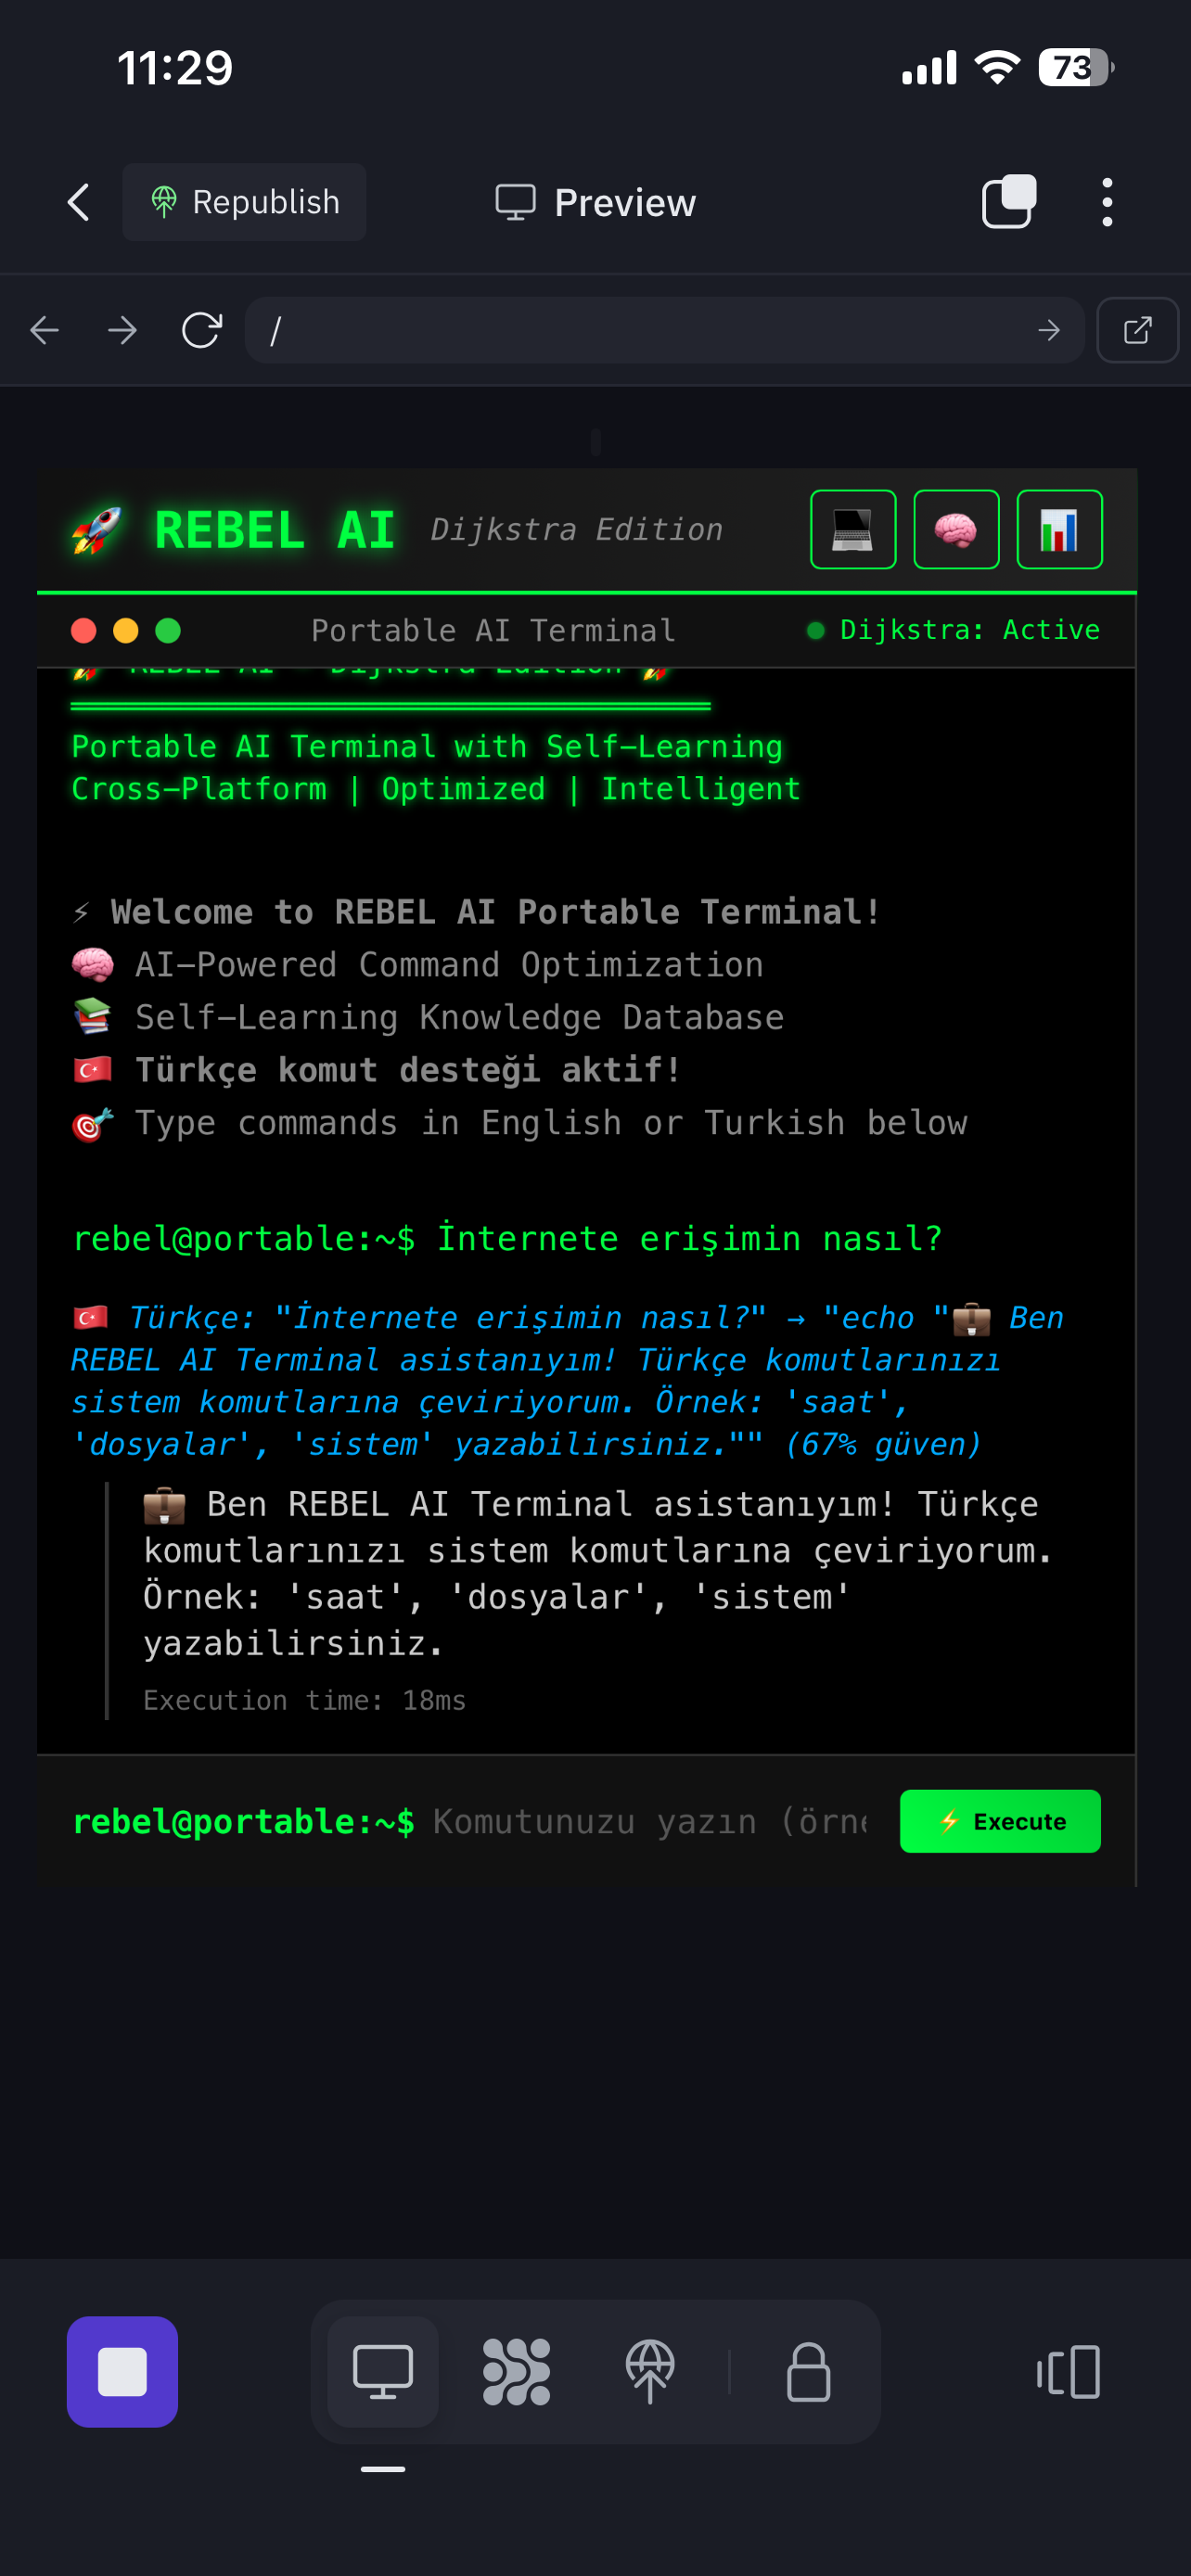 11:29
73
Republish
Preview
/
🚀 REBEL AI Dijkstra Edition
Portable AI Terminal
Dijkstra: Active
🚀 REBEL AI - Dijkstra Edition 🚀
Portable AI Terminal with Self-Learning
Cross-Platform | Optimized | Intelligent
⚡ Welcome to REBEL AI Portable Terminal!
🧠 AI-Powered Command Optimization
📚 Self-Learning Knowledge Database
🇹🇷 Türkçe komut desteği aktif!
🎯 Type commands in English or Turkish below
rebel@portable:~$ İnternete erişimin nasıl?
🇹🇷 Türkçe: "İnternete erişimin nasıl?" → "echo "💼 Ben
REBEL AI Terminal asistanıyım! Türkçe komutlarınızı
sistem komutlarına çeviriyorum. Örnek: 'saat',
'dosyalar', 'sistem' yazabilirsiniz."" (67% güven)
💼 Ben REBEL AI Terminal asistanıyım! Türkçe
komutlarınızı sistem komutlarına çeviriyorum.
Örnek: 'saat', 'dosyalar', 'sistem'
yazabilirsiniz.
Execution time: 18ms
rebel@portable:~$ Komutunuzu yazın (örne
⚡ Execute